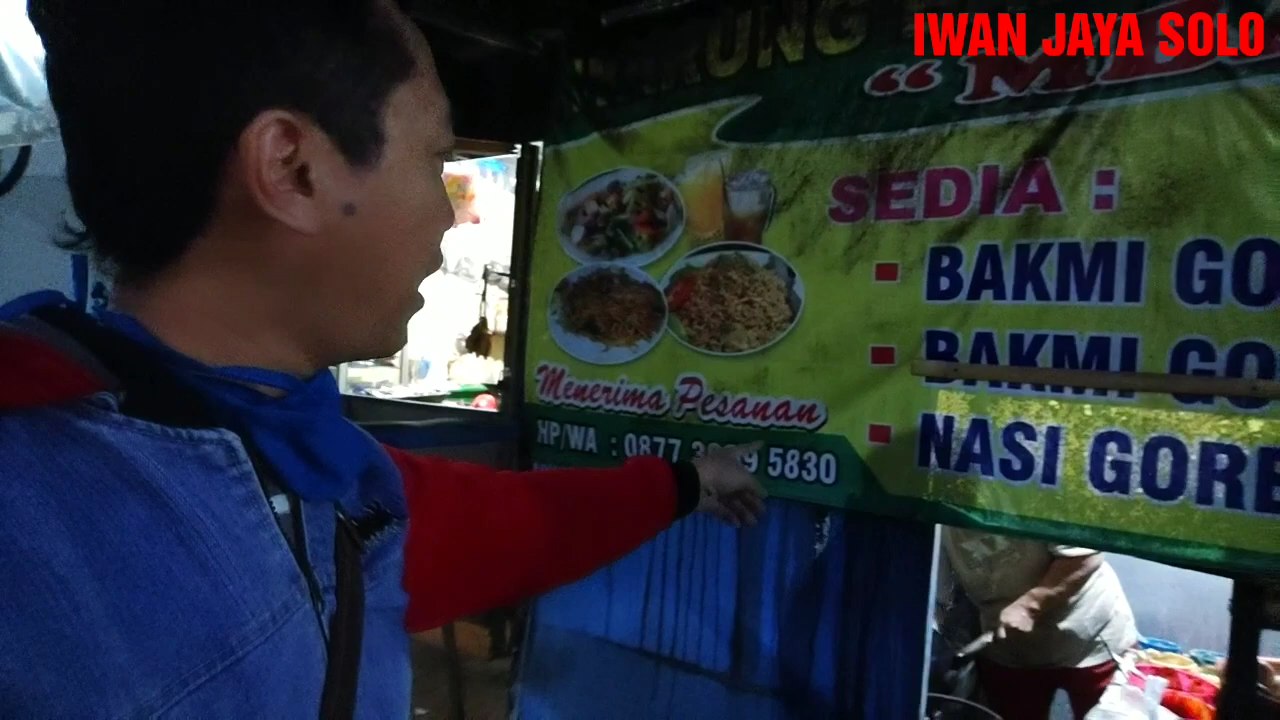 IWAN JAYA SOLO
SEDIA :
BAKMI GO
BAKMI GO
NASI GORE
Menerima Pesanan
HP/WA : 0877 5830